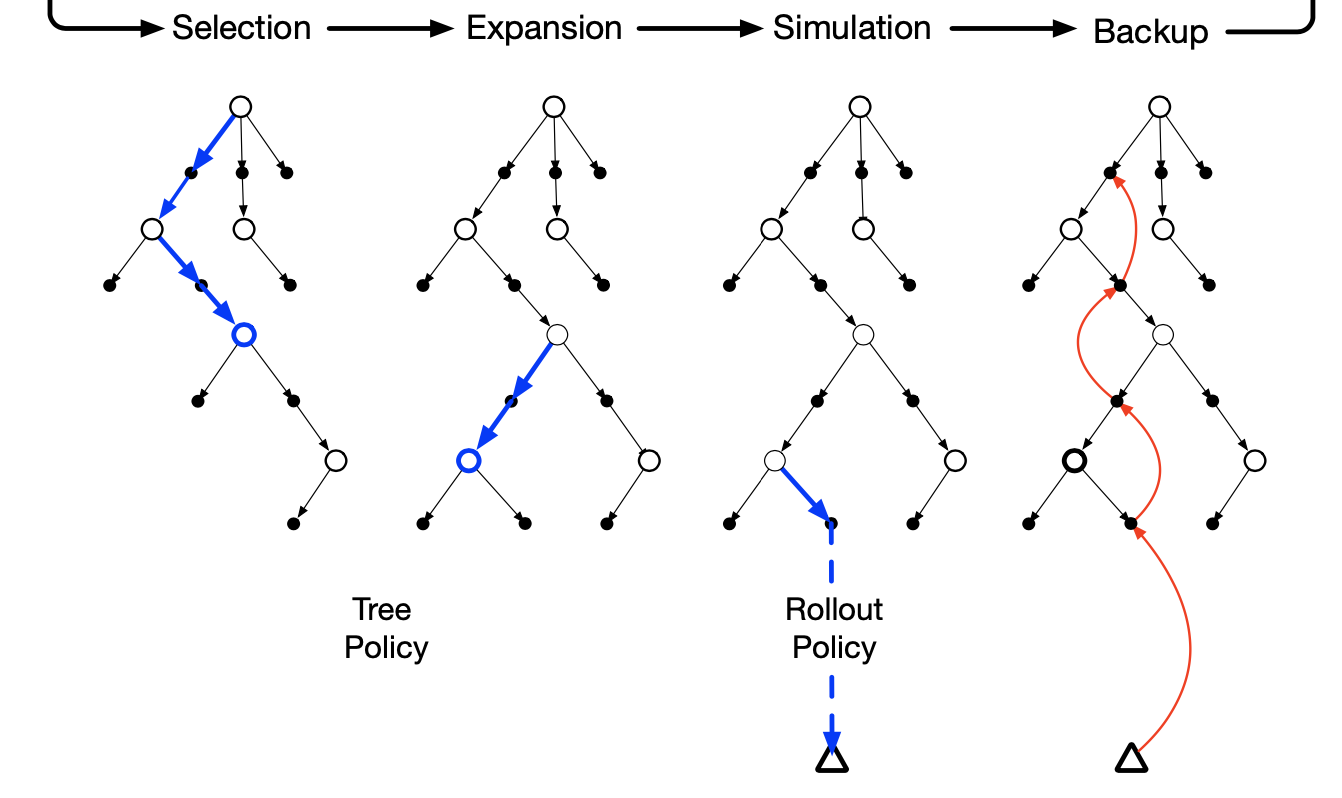 Selection
Expansion
Simulation
Backup
Tree
Policy
Rollout
Policy